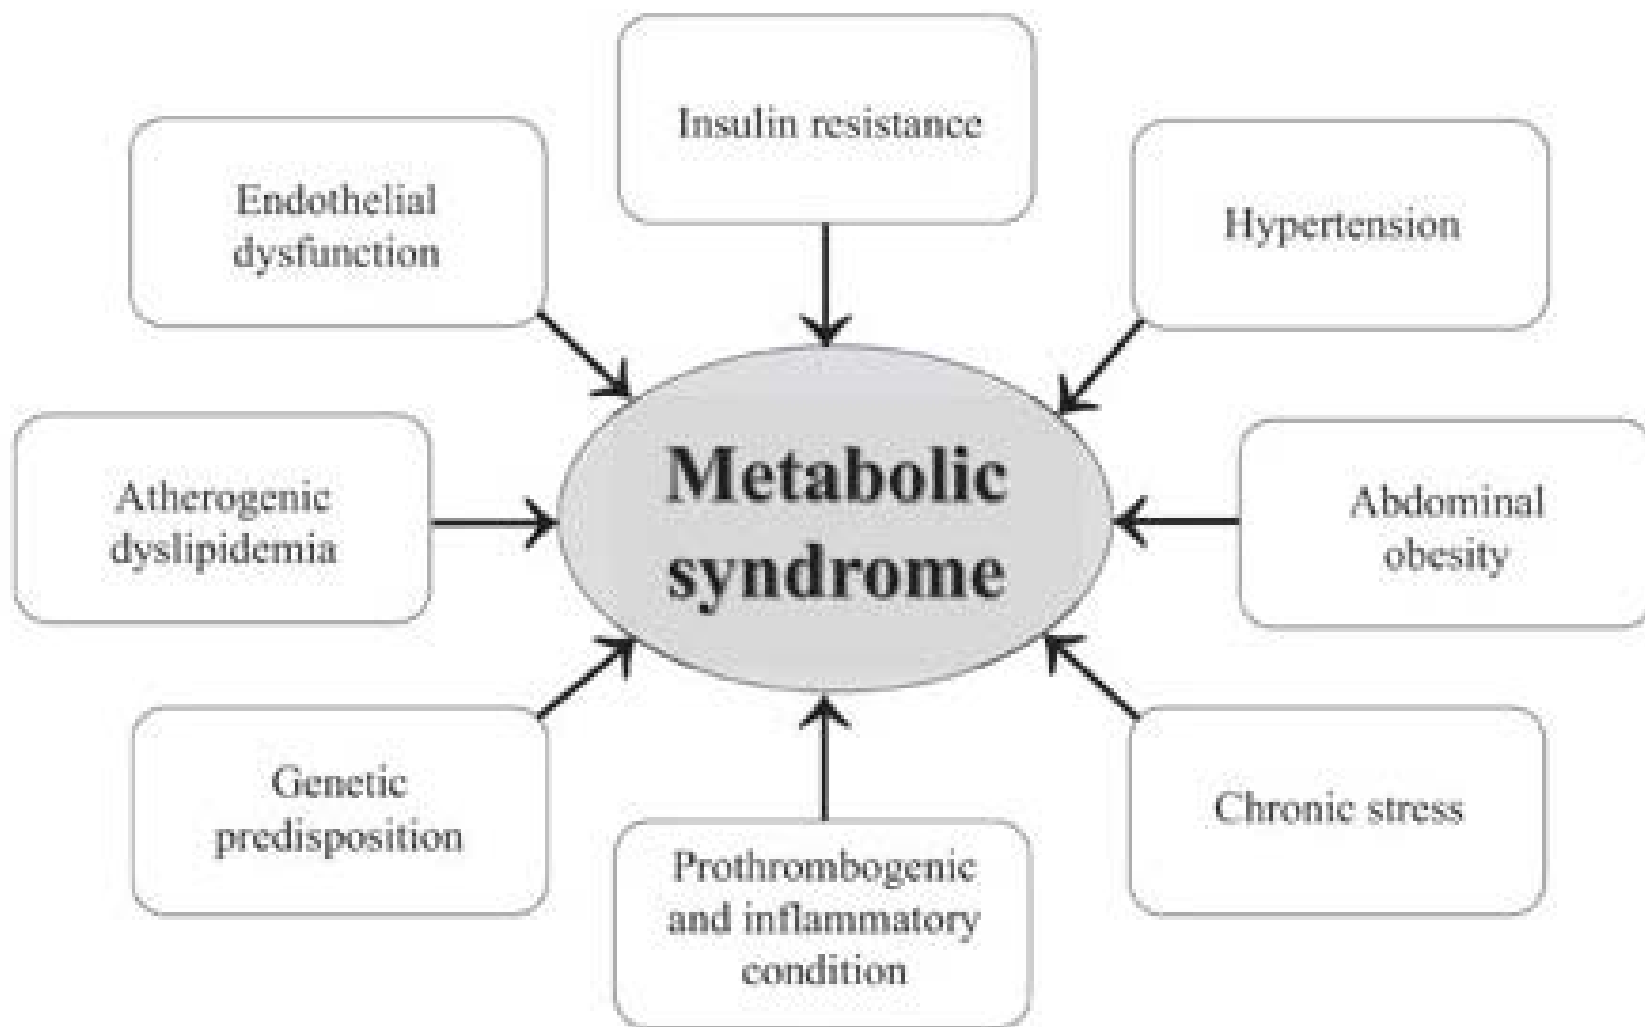 Insulin resistance
Endothelial
dysfunction
Hypertension
Metabolic
syndrome
Atherogenic
dyslipidemia
Abdominal
obesity
Genetic
predisposition
Chronic stress
Prothrombogenic
and inflammatory
condition